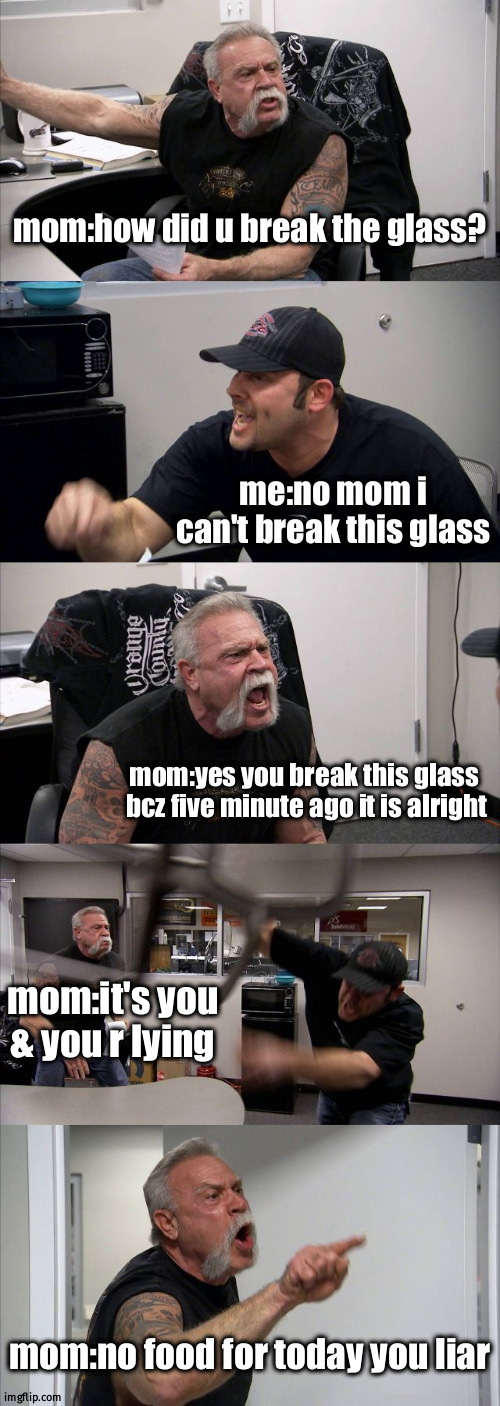 mom:how did u break the glass?
me:no mom i
can't break this glass
Orange
County
mom:yes you break this glass
bcz five minute ago it is alright
mom:it's you
& you r lying
mom:no food for today you liar
imgflip.com